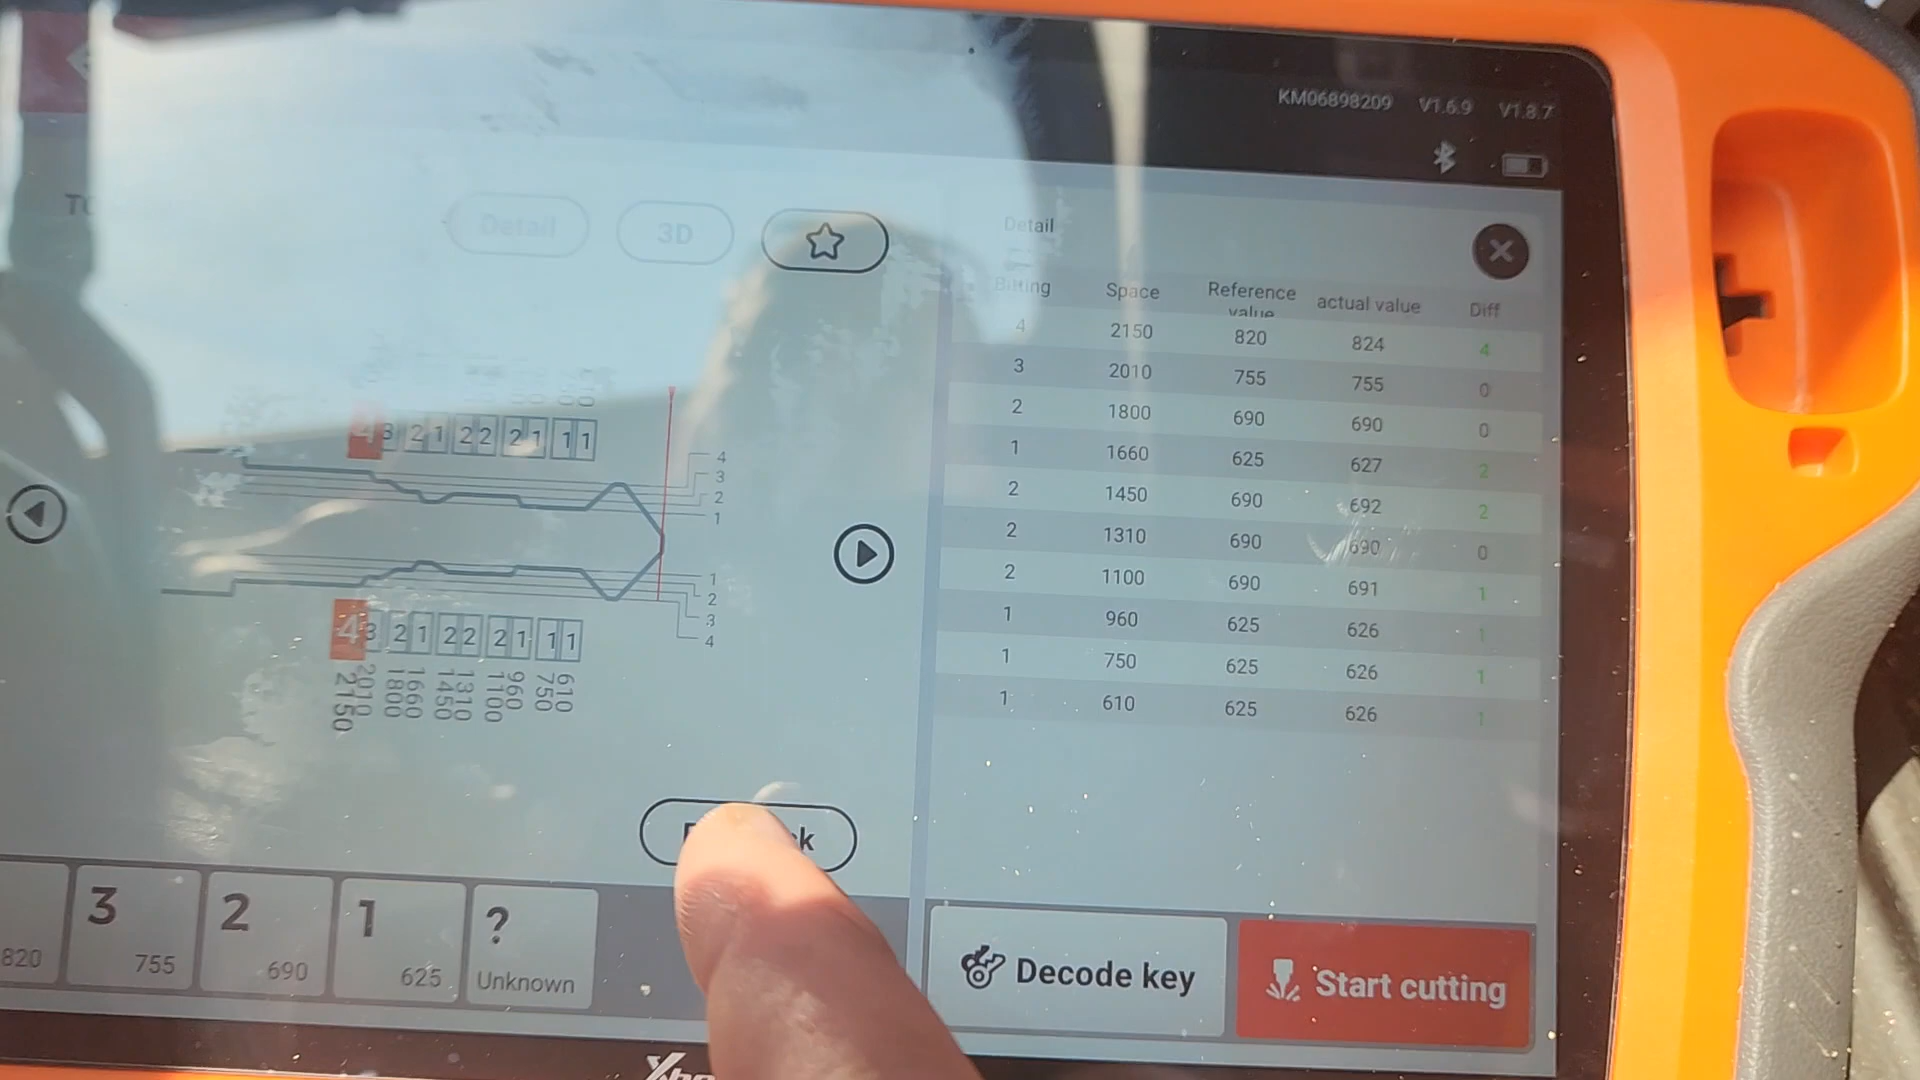 KM06898209 V1.6.9 V1.8.7
TO
Detail 3D
Detail
Bitting Space Reference value actual value Diff
4 2150 820 824 4
3 2010 755 755 0
2 1800 690 690 0
1 1660 625 627 2
2 1450 690 692 2
2 1310 690 690 0
2 1100 690 691 1
1 960 625 626 1
1 750 625 626 1
1 610 625 626 1
4 3 2 1 2 2 2 1 1 1
4
3
2
1
1
2
3
4
4 3 2 1 2 2 2 1 1 1
2150 2010 1800 1660 1450 1310 1100 960 750 610
820
3 755
2 690
1 625
? Unknown
Decode key
Start cutting